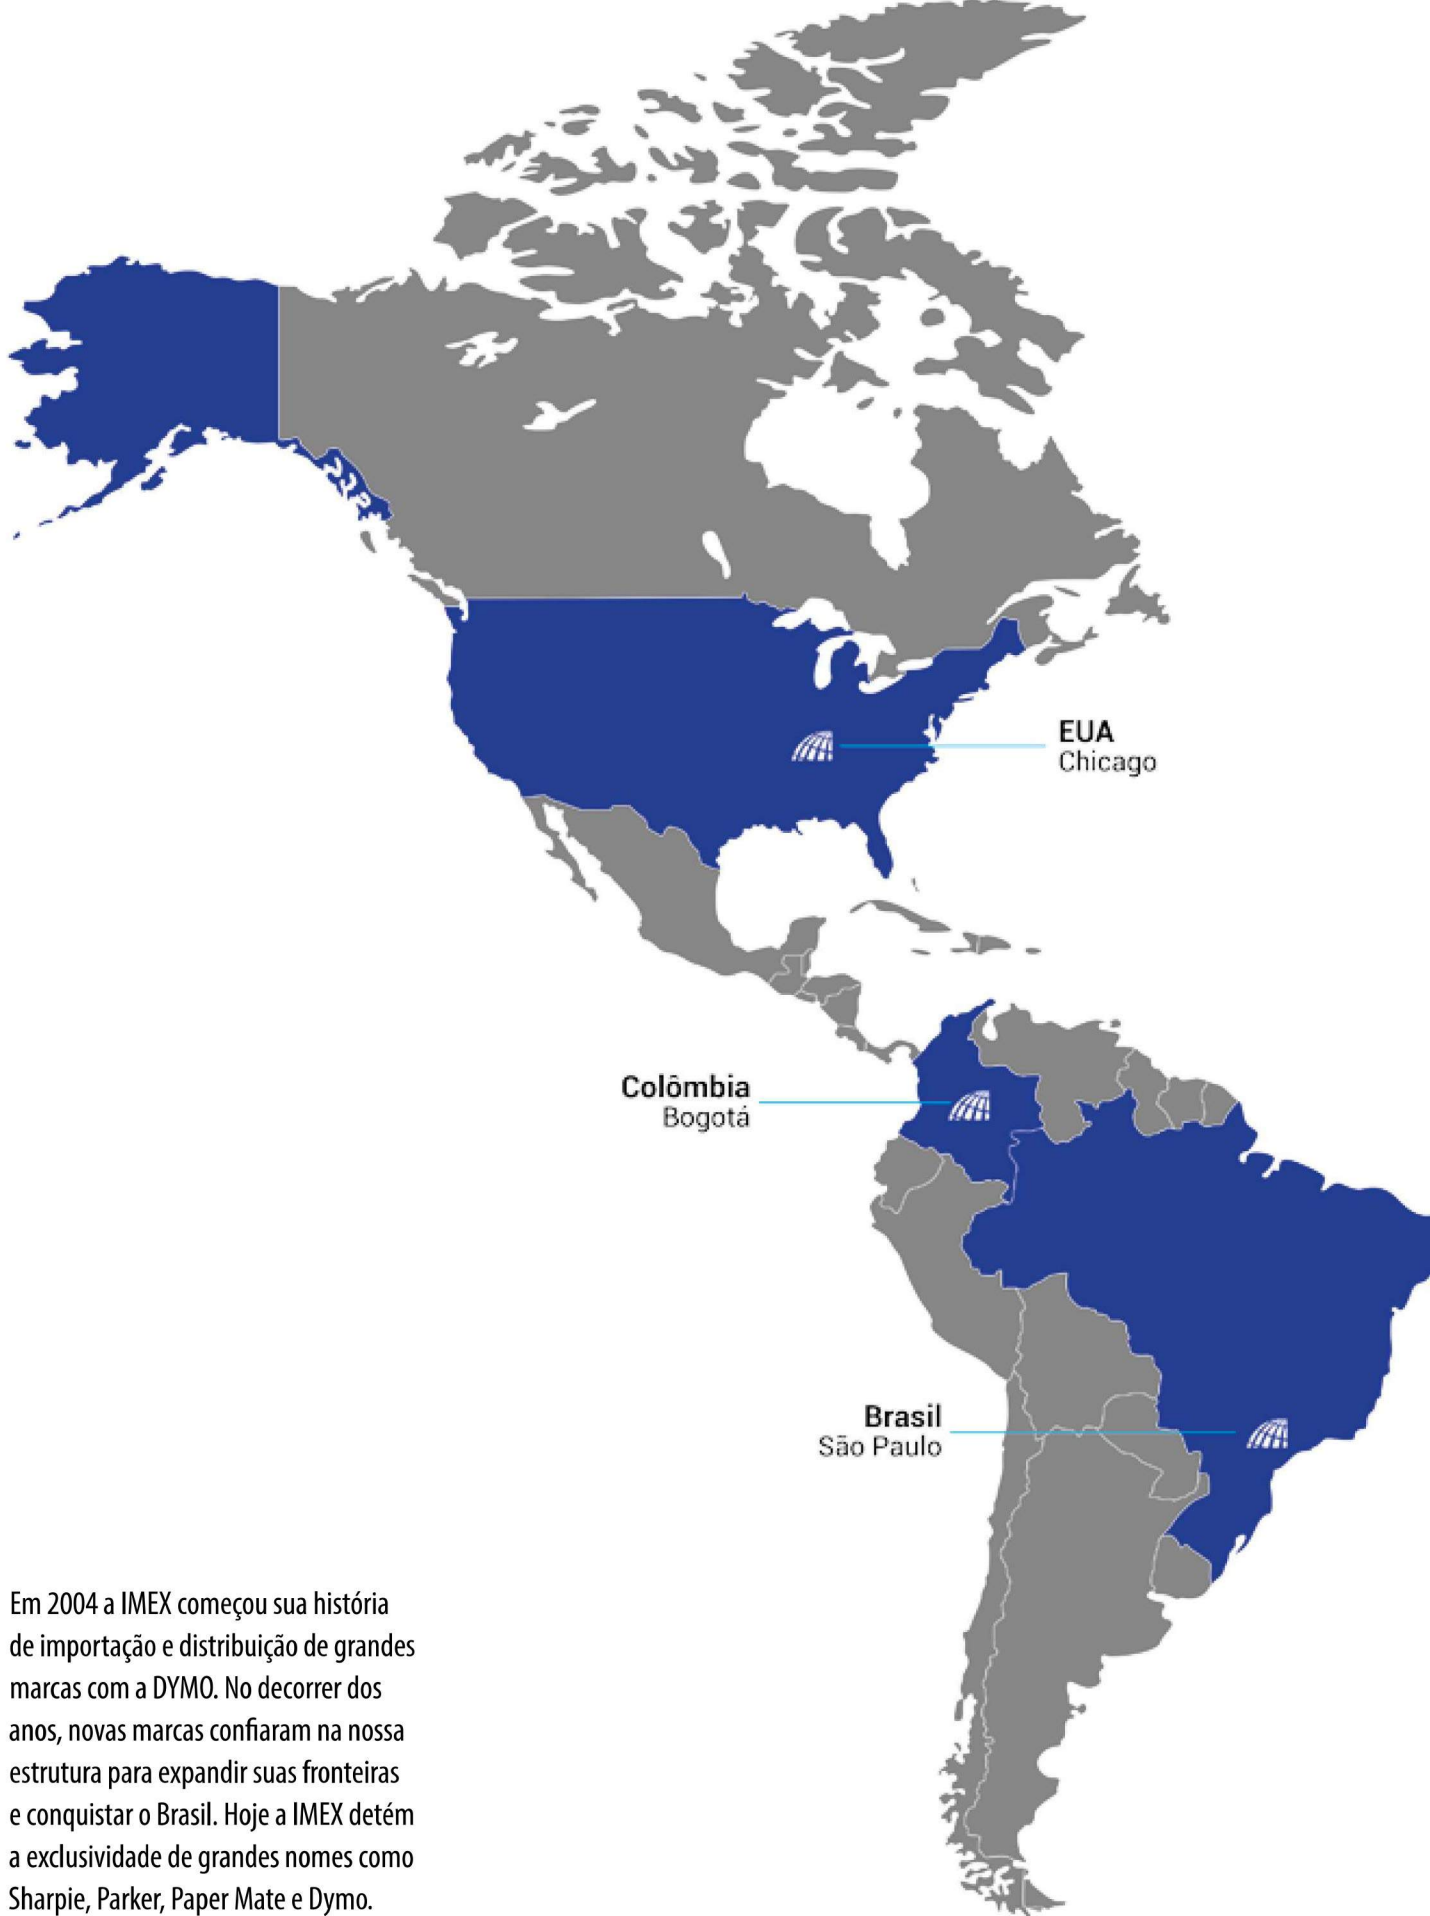 EUA
Chicago
Colômbia
Bogotá
Brasil
São Paulo
Em 2004 a IMEX começou sua história
de importação e distribuição de grandes
marcas com a DYMO. No decorrer dos
anos, novas marcas confiaram na nossa
estrutura para expandir suas fronteiras
e conquistar o Brasil. Hoje a IMEX detém
a exclusividade de grandes nomes como
Sharpie, Parker, Paper Mate e Dymo.